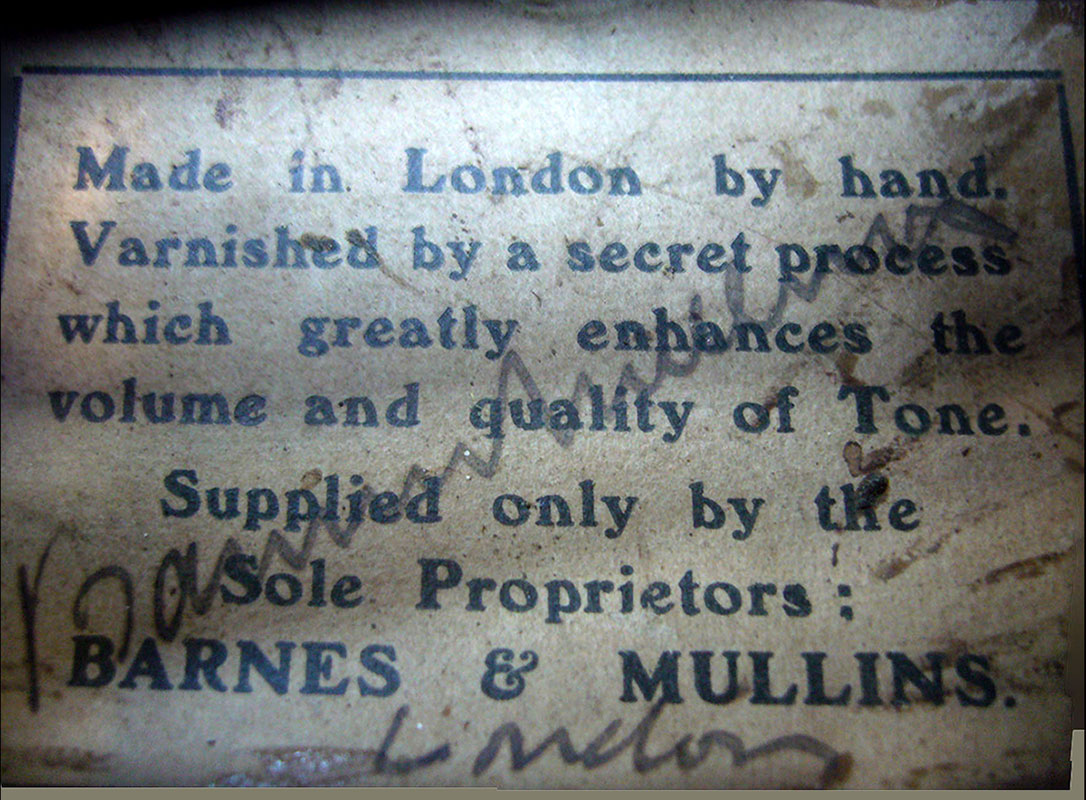 Made in London by hand.
Varnished by a secret process
which greatly enhances the
volume and quality of Tone.
Supplied only by the
Sole Proprietors :
BARNES & MULLINS.
London